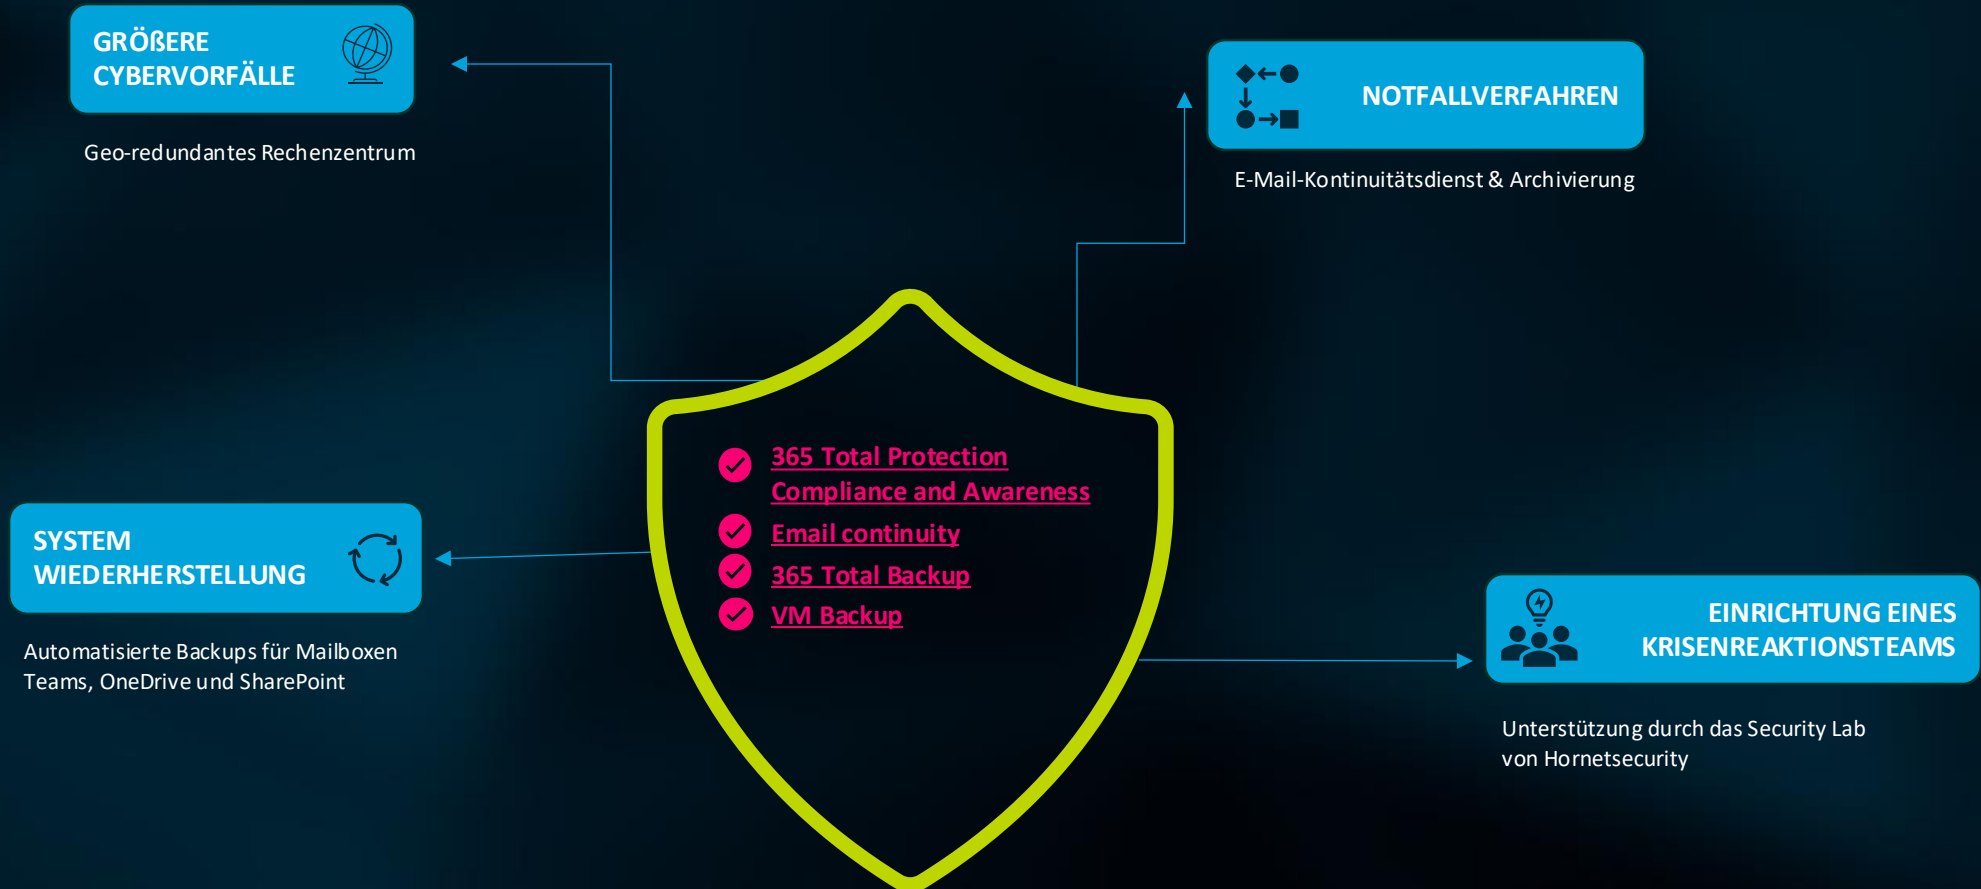 GRÖßERE
CYBERVORFÄLLE
Geo-redundantes Rechenzentrum
NOTFALLVERFAHREN
E-Mail-Kontinuitätsdienst & Archivierung
365 Total Protection
Compliance and Awareness
Email continuity
365 Total Backup
VM Backup
SYSTEM
WIEDERHERSTELLUNG
Automatisierte Backups für Mailboxen
Teams, OneDrive und SharePoint
EINRICHTUNG EINES
KRISENREAKTIONSTEAMS
Unterstützung durch das Security Lab
von Hornetsecurity